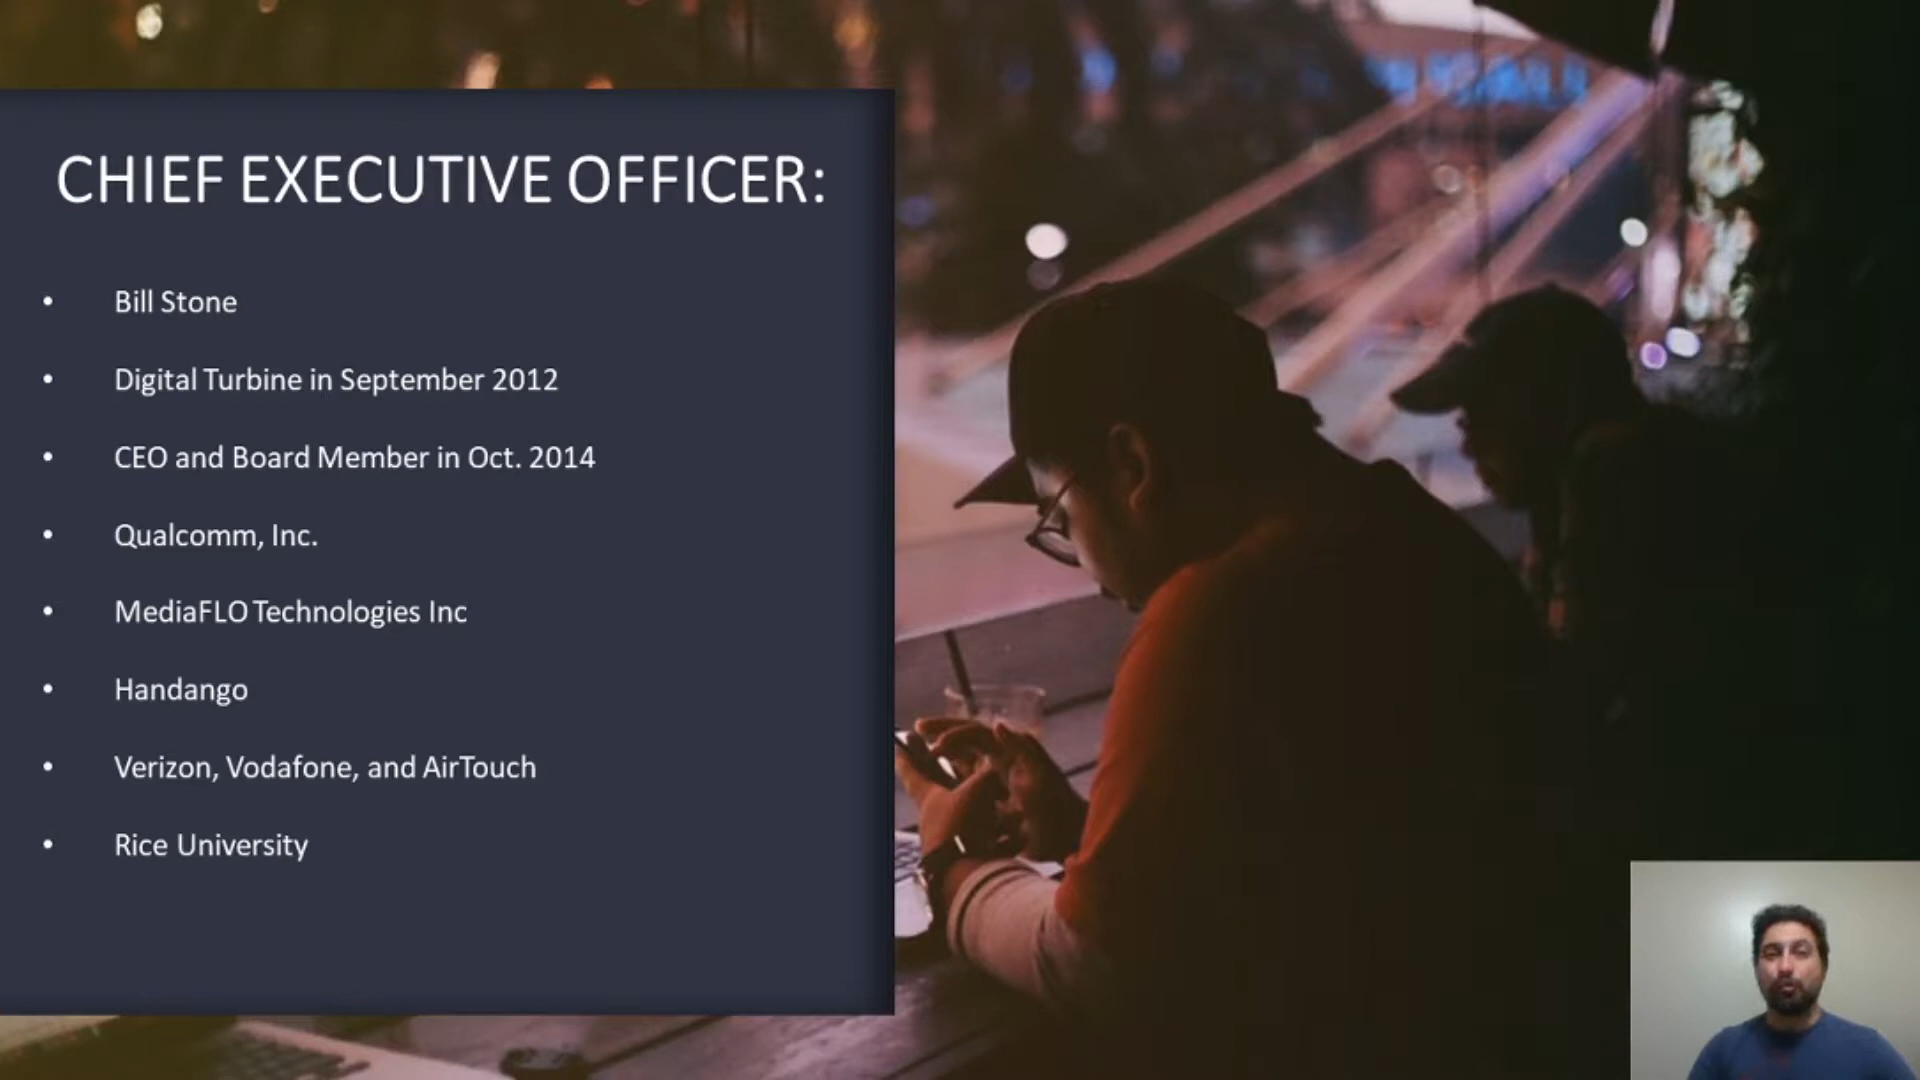 CHIEF EXECUTIVE OFFICER:
• Bill Stone
• Digital Turbine in September 2012
• CEO and Board Member in Oct. 2014
• Qualcomm, Inc.
• MediaFLO Technologies Inc
• Handango
• Verizon, Vodafone, and AirTouch
• Rice University